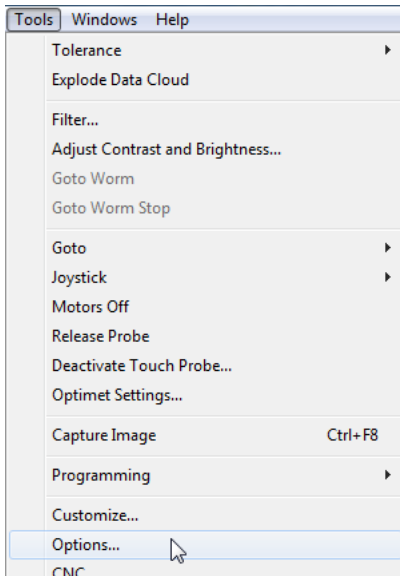 Tools Windows Help
Tolerance
Explode Data Cloud
Filter...
Adjust Contrast and Brightness...
Goto Worm
Goto Worm Stop
Goto
Joystick
Motors Off
Release Probe
Deactivate Touch Probe...
Optimet Settings...
Capture Image Ctrl+F8
Programming
Customize...
Options...
CNC